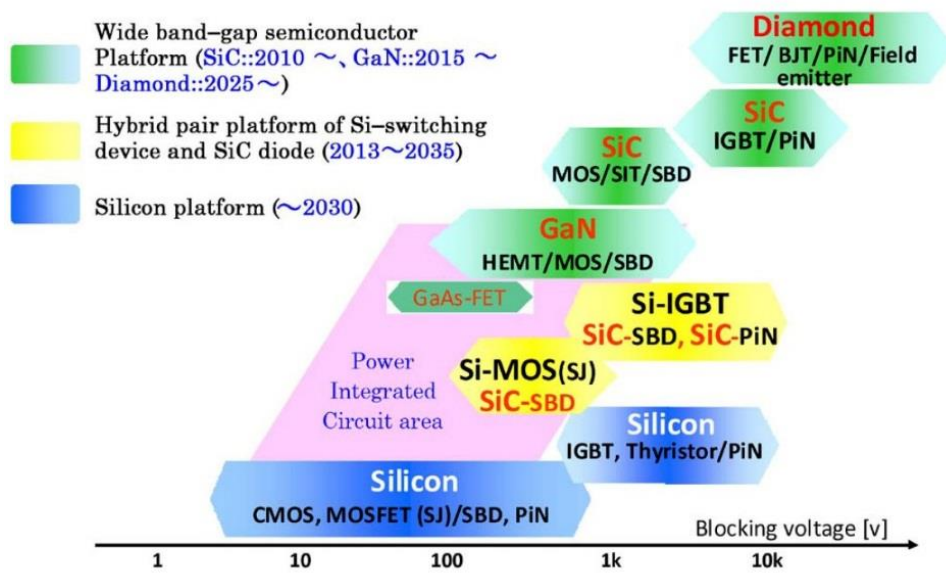 Wide band-gap semiconductor
Platform (SiC::2010 ～、GaN::2015 ～
Diamond::2025～)
Hybrid pair platform of Si-switching
device and SiC diode (2013～2035)
Silicon platform (～2030)
Diamond
FET/ BJT/PiN/Field
emitter
SiC
IGBT/PiN
SiC
MOS/SIT/SBD
GaN
HEMT/MOS/SBD
GaAs-FET
Si-IGBT
SiC-SBD, SiC-PiN
Power
Integrated
Circuit area
Si-MOS(SJ)
SiC-SBD
Silicon
IGBT, Thyristor/PiN
Silicon
CMOS, MOSFET (SJ)/SBD, PiN
Blocking voltage [v]
1 10 100 1k 10k